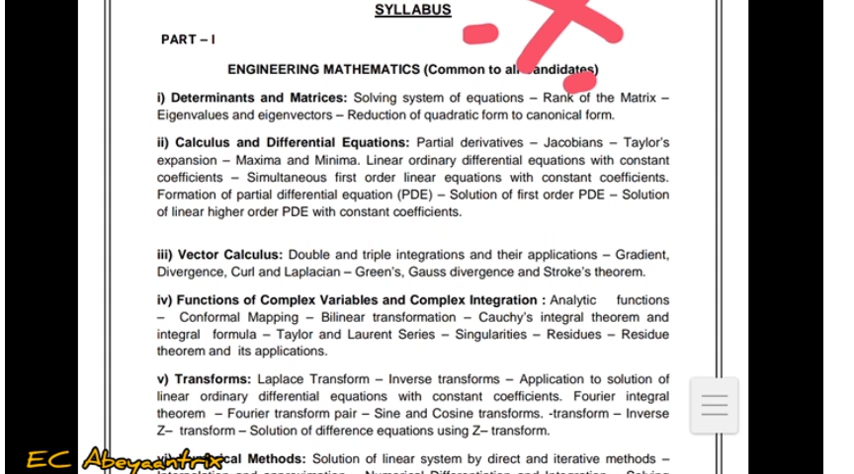 SYLLABUS
PART – I
ENGINEERING MATHEMATICS (Common to all candidates)
i) Determinants and Matrices: Solving system of equations – Rank of the Matrix –
Eigenvalues and eigenvectors – Reduction of quadratic form to canonical form.
ii) Calculus and Differential Equations: Partial derivatives – Jacobians – Taylor's
expansion – Maxima and Minima. Linear ordinary differential equations with constant
coefficients – Simultaneous first order linear equations with constant coefficients.
Formation of partial differential equation (PDE) – Solution of first order PDE – Solution
of linear higher order PDE with constant coefficients.
iii) Vector Calculus: Double and triple integrations and their applications – Gradient,
Divergence, Curl and Laplacian – Green's, Gauss divergence and Stroke's theorem.
iv) Functions of Complex Variables and Complex Integration : Analytic functions
– Conformal Mapping – Bilinear transformation – Cauchy's integral theorem and
integral formula – Taylor and Laurent Series – Singularities – Residues – Residue
theorem and its applications.
v) Transforms: Laplace Transform – Inverse transforms – Application to solution of
linear ordinary differential equations with constant coefficients. Fourier integral
theorem – Fourier transform pair – Sine and Cosine transforms. -transform – Inverse
Z– transform – Solution of difference equations using Z– transform.
Methods: Solution of linear system by direct and iterative methods –
Interpolation and approximation – Numerical Differentiation and Integration – Solving
EC Abeyaantrix